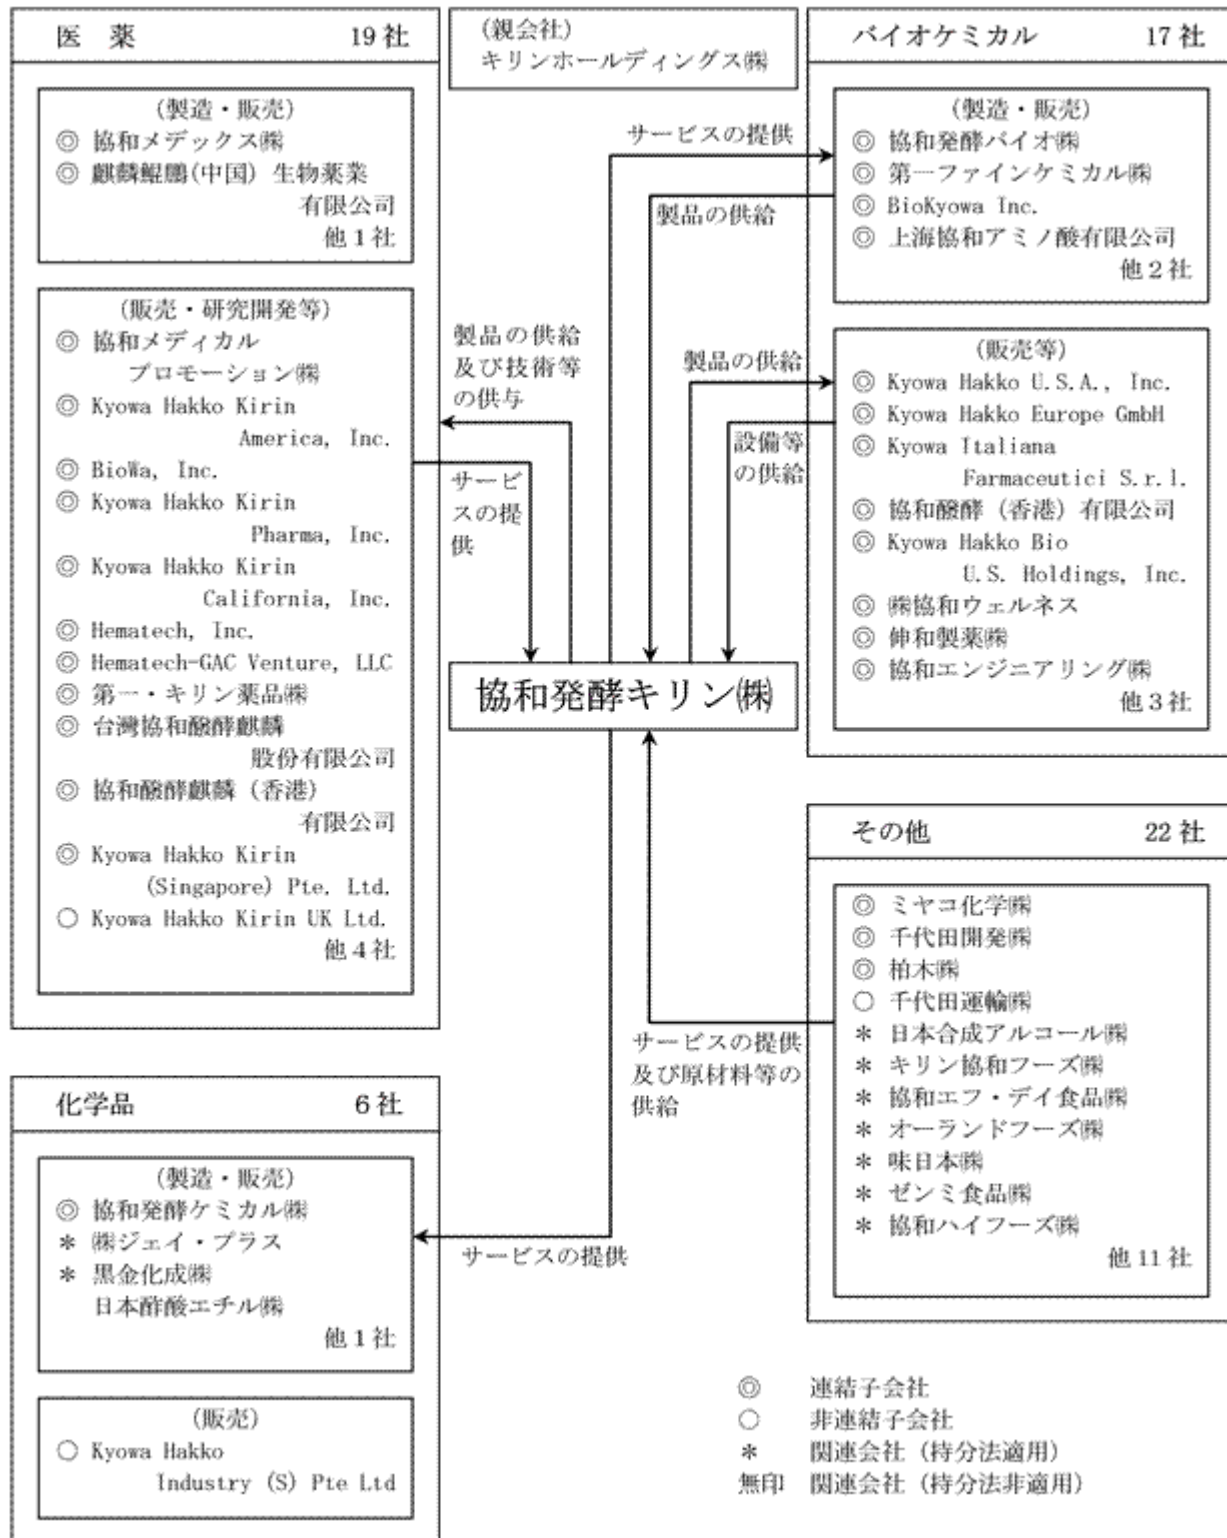 医 薬 19 社
(製造・販売)
◎ 協和メデックス㈱
◎ 麒麟鯤鵬(中国) 生物薬業
有限公司
他 1 社
(販売・研究開発等)
◎ 協和メディカル
プロモーション㈱
◎ Kyowa Hakko Kirin
America, Inc.
◎ BioWa, Inc.
◎ Kyowa Hakko Kirin
Pharma, Inc.
◎ Kyowa Hakko Kirin
California, Inc.
◎ Hematech, Inc.
◎ Hematech-GAC Venture, LLC
◎ 第一・キリン薬品㈱
◎ 台灣協和醱酵麒麟
股份有限公司
◎ 協和醱酵麒麟（香港）
有限公司
◎ Kyowa Hakko Kirin
(Singapore) Pte. Ltd.
○ Kyowa Hakko Kirin UK Ltd.
他 4 社
化学品 6 社
(製造・販売)
◎ 協和発酵ケミカル㈱
＊ ㈱ジェイ・プラス
＊ 黒金化成㈱
日本酢酸エチル㈱
他 1 社
(販売)
○ Kyowa Hakko
Industry (S) Pte Ltd
(親会社)
キリンホールディングス㈱
サービスの提供
製品の供給
製品の供給
及び技術等
の供与
製品の供給
サービ
スの提
供
設備等
の供給
協和発酵キリン㈱
サービスの提供
及び原材料等の
供給
サービスの提供
バイオケミカル 17 社
(製造・販売)
◎ 協和発酵バイオ㈱
◎ 第一ファインケミカル㈱
◎ BioKyowa Inc.
◎ 上海協和アミノ酸有限公司
他 2 社
(販売等)
◎ Kyowa Hakko U.S.A., Inc.
◎ Kyowa Hakko Europe GmbH
◎ Kyowa Italiana
Farmaceutici S.r.l.
◎ 協和醱酵（香港）有限公司
◎ Kyowa Hakko Bio
U.S. Holdings, Inc.
◎ ㈱協和ウェルネス
◎ 伸和製薬㈱
◎ 協和エンジニアリング㈱
他 3 社
その他 22 社
◎ ミヤコ化学㈱
◎ 千代田開発㈱
◎ 柏木㈱
○ 千代田運輸㈱
＊ 日本合成アルコール㈱
＊ キリン協和フーズ㈱
＊ 協和エフ・デイ食品㈱
＊ オーランドフーズ㈱
＊ 味日本㈱
＊ ゼンミ食品㈱
＊ 協和ハイフーズ㈱
他 11 社
◎ 連結子会社
○ 非連結子会社
＊ 関連会社（持分法適用）
無印 関連会社（持分法非適用）